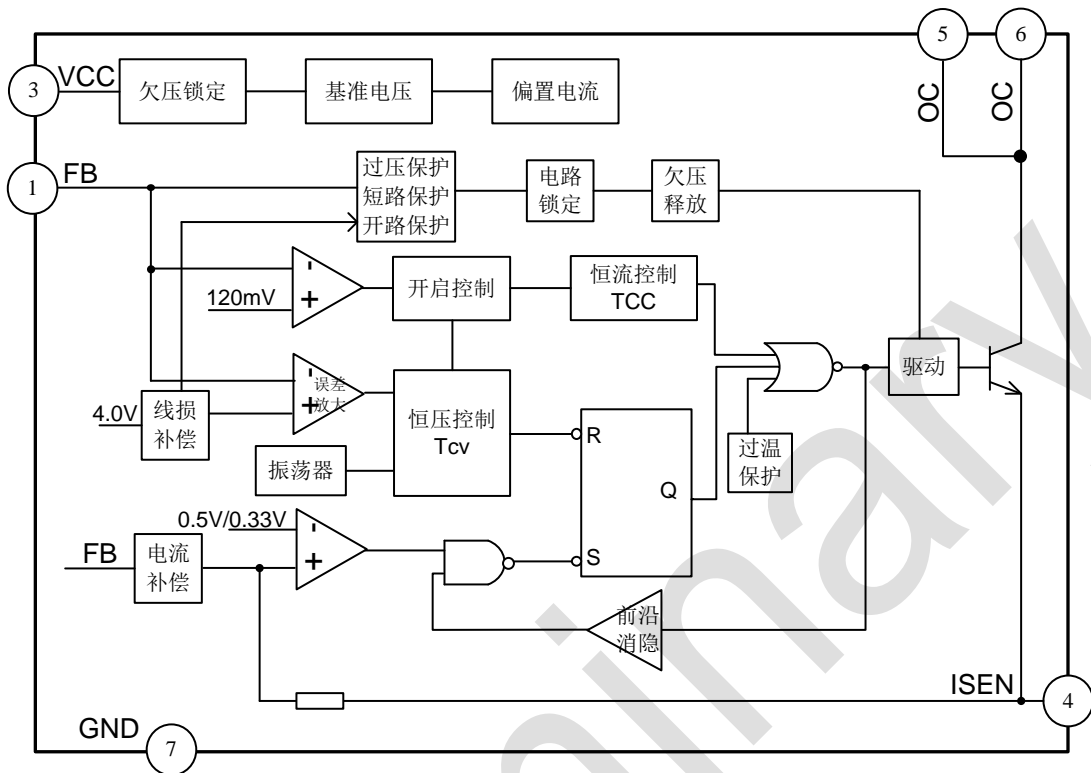 5
6
3
VCC
欠压锁定
基准电压
偏置电流
OC
OC
1
FB
过压保护
短路保护
开路保护
电路
锁定
欠压
释放
-
+
120mV
开启控制
恒流控制
TCC
驱动
4.0V
线损
补偿
-
+
误差
放大
恒压控制
Tcv
振荡器
R
Q
S
过温
保护
0.5V/0.33V
-
+
FB
电流
补偿
前沿
消隐
ISEN
4
GND
7
inary